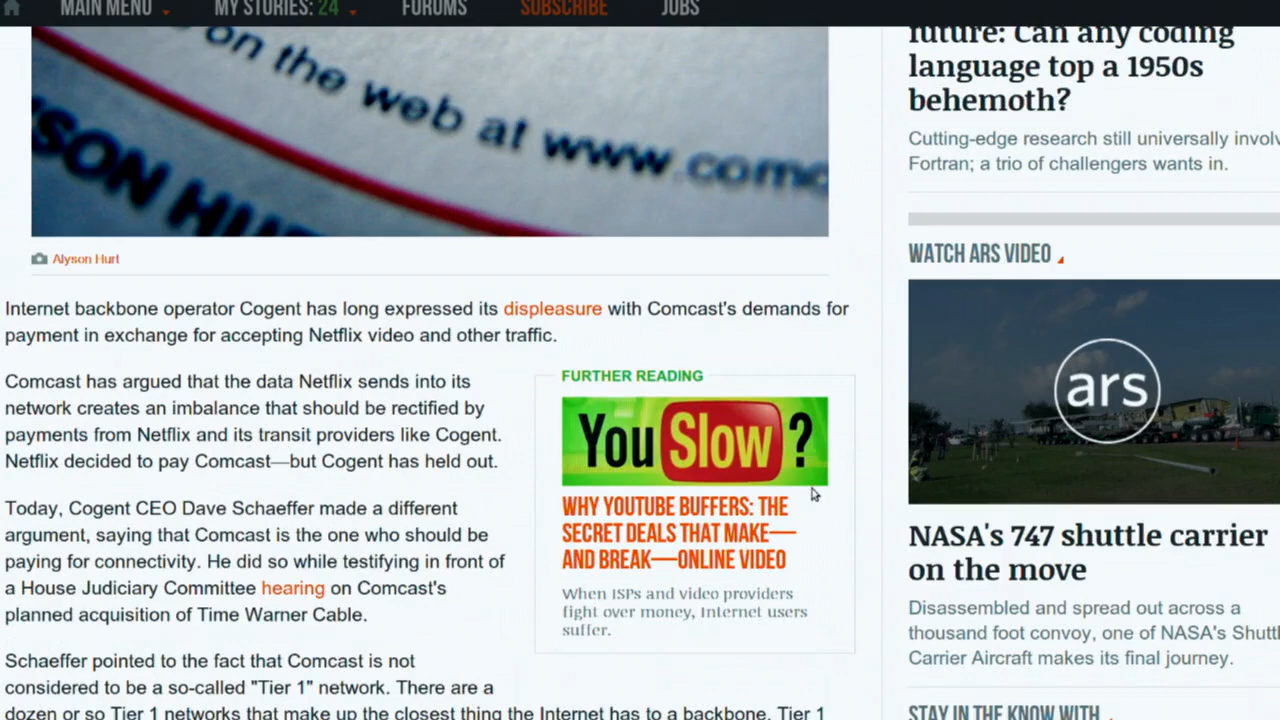 MAIN MENU
MY STORIES: 24
FORUMS
SUBSCRIBE
JOBS
on the web at www.comc
SON HU
Alyson Hurt
Internet backbone operator Cogent has long expressed its displeasure with Comcast's demands for
payment in exchange for accepting Netflix video and other traffic.
Comcast has argued that the data Netflix sends into its
network creates an imbalance that should be rectified by
payments from Netflix and its transit providers like Cogent.
Netflix decided to pay Comcast—but Cogent has held out.
Today, Cogent CEO Dave Schaeffer made a different
argument, saying that Comcast is the one who should be
paying for connectivity. He did so while testifying in front of
a House Judiciary Committee hearing on Comcast's
planned acquisition of Time Warner Cable.
Schaeffer pointed to the fact that Comcast is not
considered to be a so-called "Tier 1" network. There are a
dozen or so Tier 1 networks that make up the closest thing the Internet has to a backbone. Tier 1
FURTHER READING
You Slow ?
WHY YOUTUBE BUFFERS: THE
SECRET DEALS THAT MAKE—
AND BREAK—ONLINE VIDEO
When ISPs and video providers
fight over money, Internet users
suffer.
future: Can any coding
language top a 1950s
behemoth?
Cutting-edge research still universally involv
Fortran; a trio of challengers wants in.
WATCH ARS VIDEO
ars
NASA's 747 shuttle carrier
on the move
Disassembled and spread out across a
thousand foot convoy, one of NASA's Shutt
Carrier Aircraft makes its final journey.
STAY IN THE KNOW WITH